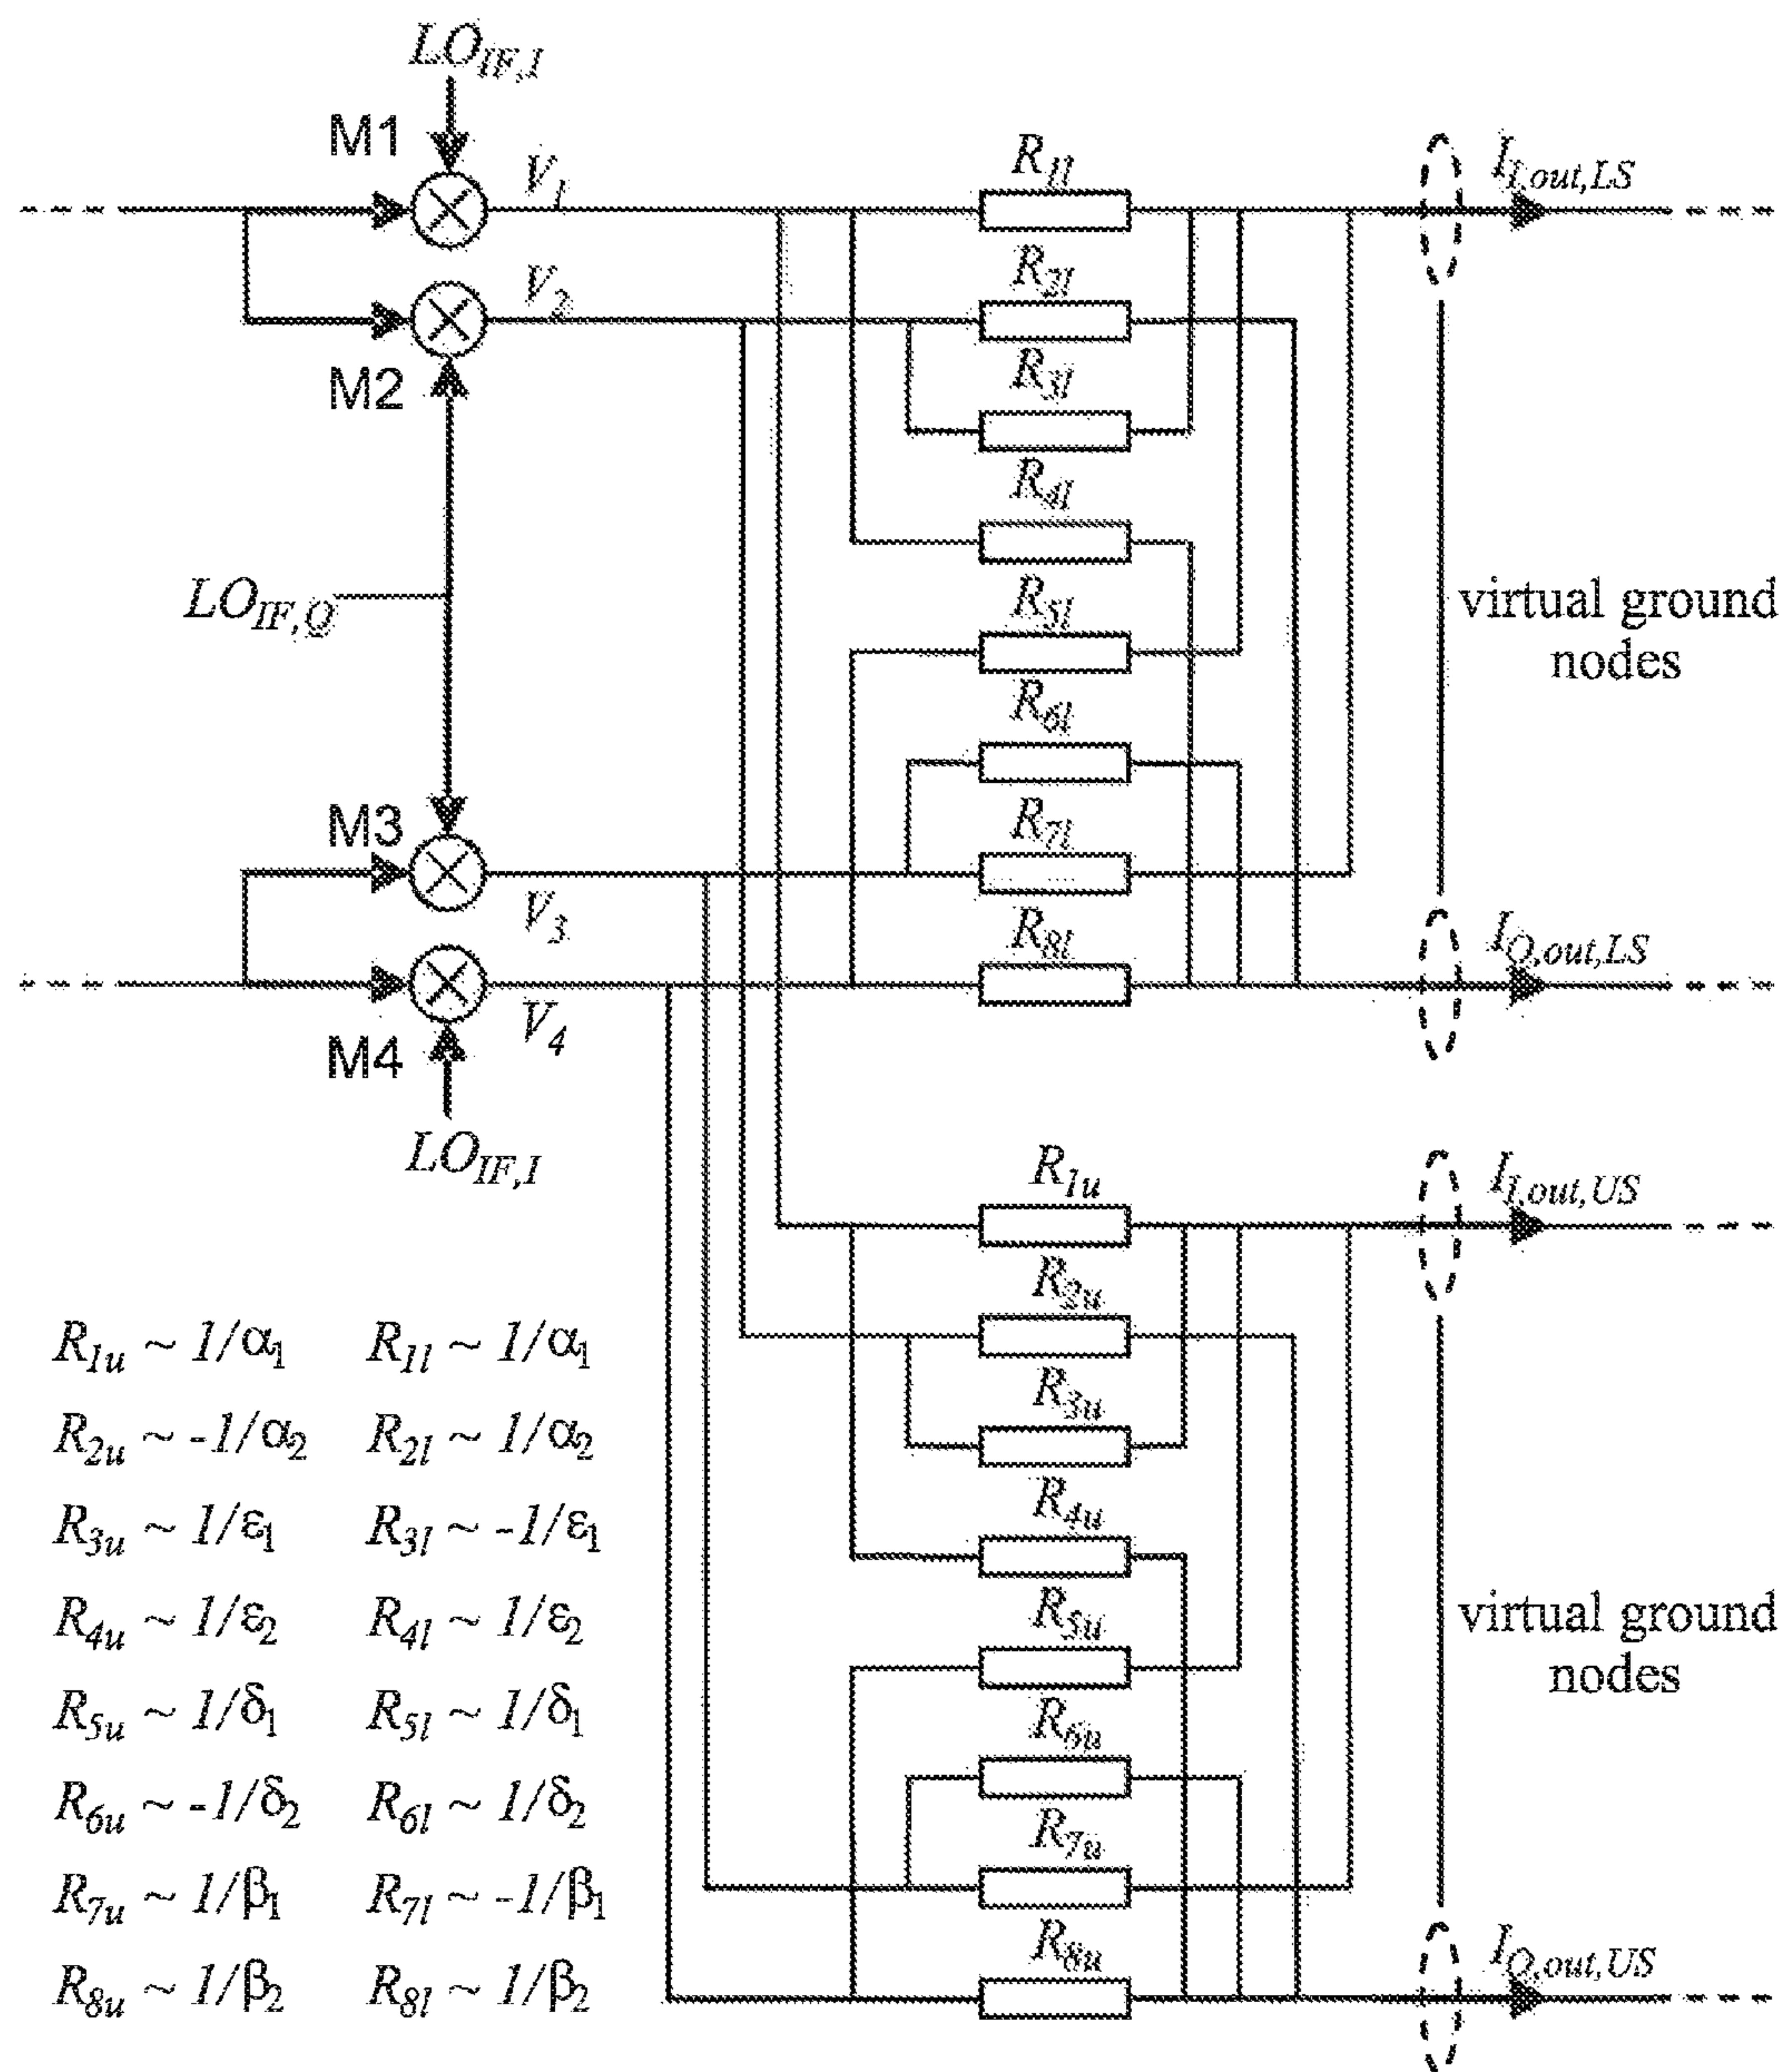 LO_{IF,I}
M1
V_1
R_{1l}
I_{I,out,LS}
V_2
R_{2l}
M2
R_{3l}
R_{4l}
LO_{IF,Q}
R_{5l}
virtual ground
nodes
R_{6l}
M3
R_{7l}
V_3
R_{8l}
I_{Q,out,LS}
M4
V_4
LO_{IF,I}
R_{1u}
I_{I,out,US}
R_{2u}
R_{3u}
R_{4u}
R_{5u}
virtual ground
nodes
R_{6u}
R_{7u}
R_{8u}
I_{Q,out,US}
R_{1u} ~ 1/α_1 R_{1l} ~ 1/α_1
R_{2u} ~ -1/α_2 R_{2l} ~ 1/α_2
R_{3u} ~ 1/ε_1 R_{3l} ~ -1/ε_1
R_{4u} ~ 1/ε_2 R_{4l} ~ 1/ε_2
R_{5u} ~ 1/δ_1 R_{5l} ~ 1/δ_1
R_{6u} ~ -1/δ_2 R_{6l} ~ 1/δ_2
R_{7u} ~ 1/β_1 R_{7l} ~ -1/β_1
R_{8u} ~ 1/β_2 R_{8l} ~ 1/β_2